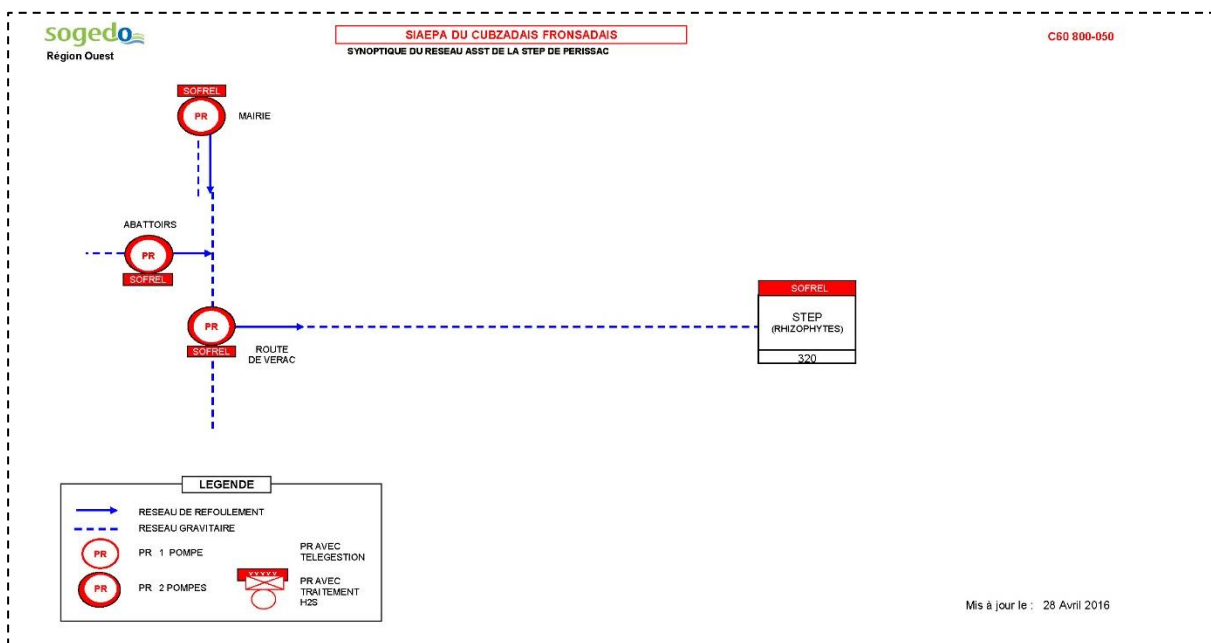 sogedo
Région Ouest
SIAEPA DU CUBZADAIS FRONSADAIS
SYNOPTIQUE DU RESEAU ASST DE LA STEP DE PERISSAC
C60 800-050
SOFREL
PR
MAIRIE
ABATTOIRS
PR
SOFREL
PR
SOFREL
ROUTE
DE VERAC
SOFREL
STEP
(RHIZOPHYTES)
320
LEGENDE
RESEAU DE REFOULEMENT
RESEAU GRAVITAIRE
PR
PR 1 POMPE
PR AVEC
TELEGESTION
PR
PR 2 POMPES
VVVVV
PR AVEC
TRAITEMENT
H2S
Mis à jour le : 28 Avril 2016